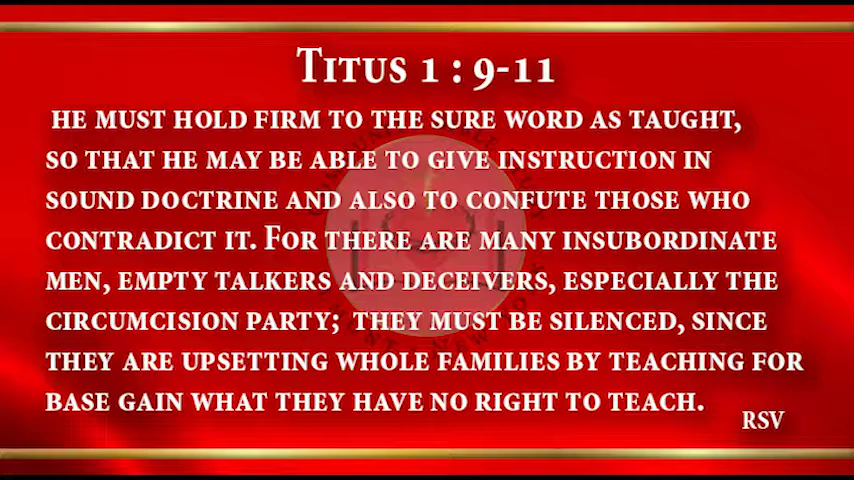 Titus 1 : 9-11
he must hold firm to the sure word as taught,
so that he may be able to give instruction in
sound doctrine and also to confute those who
contradict it. For there are many insubordinate
men, empty talkers and deceivers, especially the
circumcision party; they must be silenced, since
they are upsetting whole families by teaching for
base gain what they have no right to teach.
RSV